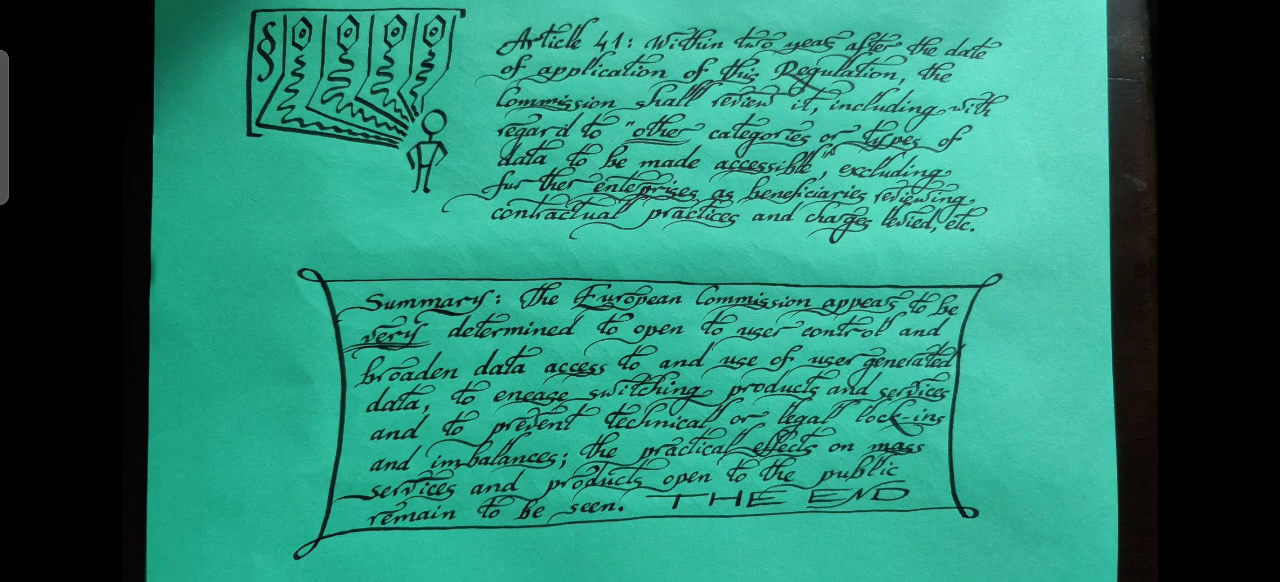 §
Article 41: Within two years after the date
of application of this Regulation, the
Commission shall review it, including with
regard to "other categories or types of
data to be made accessible", excluding
further enterprises as beneficiaries reviewing
contractual practices and charges levied, etc.
Summary: The European Commission appears to be
very determined to open to user control and
broaden data access to and use of user generated
data, to enease switching products and services
and to prevent technical or legal lock-ins
and imbalances; the practical effects on mass
services and products open to the public
remain to be seen. THE END